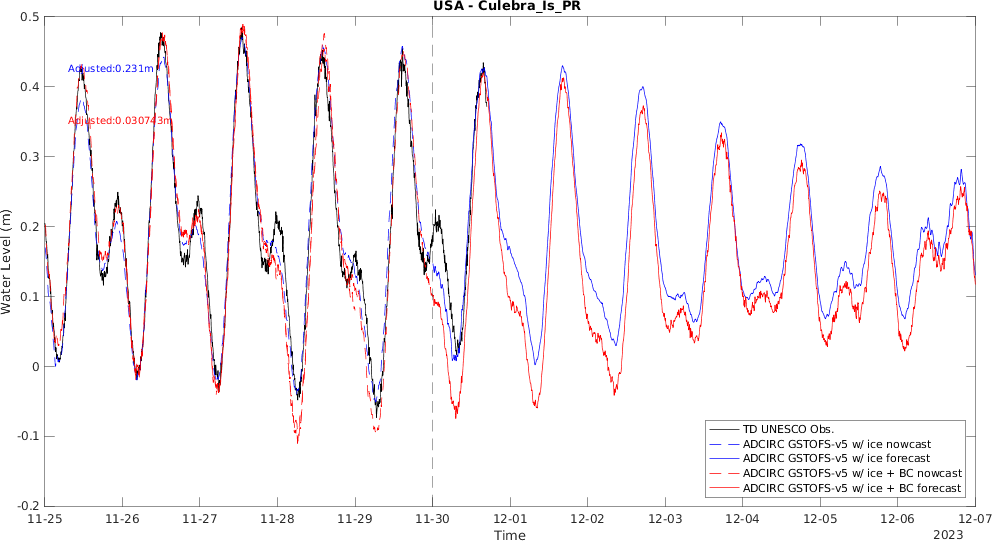 USA - Culebra_Is_PR
0.5
0.4
0.3
0.2
0.1
0
-0.1
-0.2
Water Level (m)
Adjusted:0.231m
Adjusted:0.030743m
TD UNESCO Obs.
ADCIRC GSTOFS-v5 w/ ice nowcast
ADCIRC GSTOFS-v5 w/ ice forecast
ADCIRC GSTOFS-v5 w/ ice + BC nowcast
ADCIRC GSTOFS-v5 w/ ice + BC forecast
11-25 11-26 11-27 11-28 11-29 11-30 12-01 12-02 12-03 12-04 12-05 12-06 12-07
Time
2023